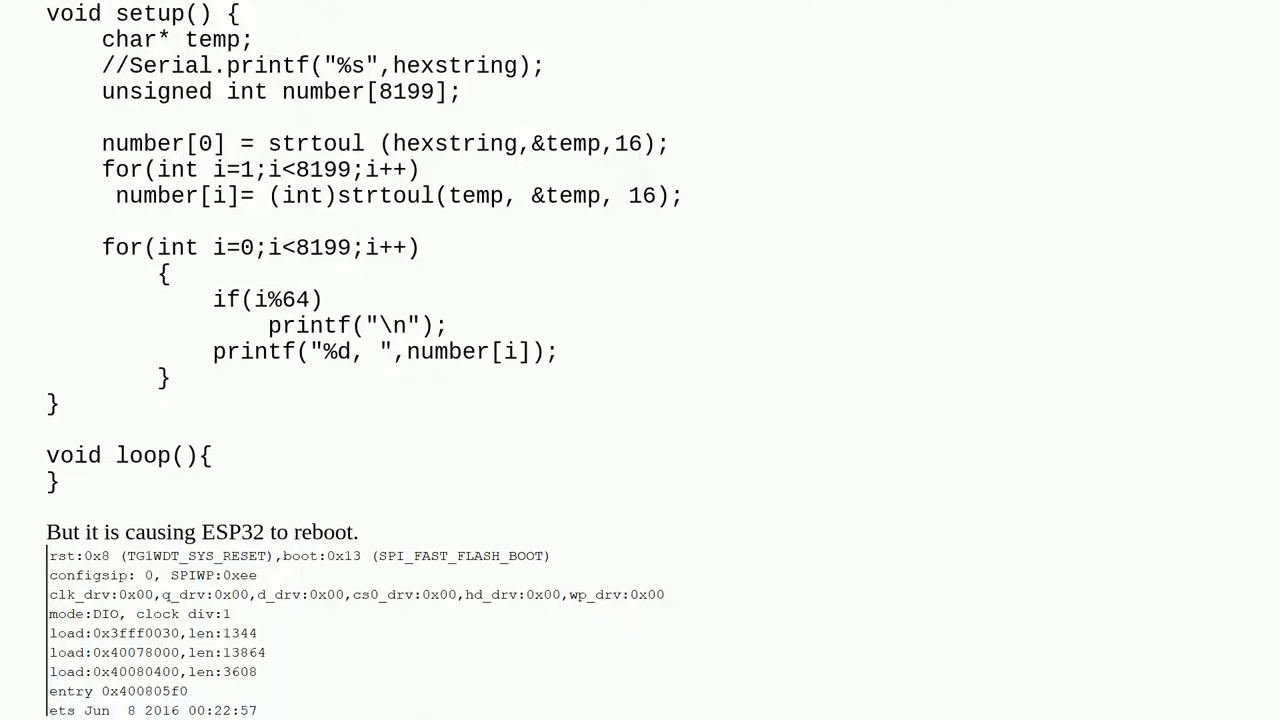 void setup() {
    char* temp;
    //Serial.printf("%s",hexstring);
    unsigned int number[8199];

    number[0] = strtoul (hexstring,&temp,16);
    for(int i=1;i<8199;i++)
     number[i]= (int)strtoul(temp, &temp, 16);

    for(int i=0;i<8199;i++)
        {
            if(i%64)
                printf("\n");
            printf("%d, ",number[i]);
        }
}

void loop(){
}

But it is causing ESP32 to reboot.
rst:0x8 (TG1WDT_SYS_RESET),boot:0x13 (SPI_FAST_FLASH_BOOT)
configsip: 0, SPIWP:0xee
clk_drv:0x00,q_drv:0x00,d_drv:0x00,cs0_drv:0x00,hd_drv:0x00,wp_drv:0x00
mode:DIO, clock div:1
load:0x3fff0030,len:1344
load:0x40078000,len:13864
load:0x40080400,len:3608
entry 0x400805f0
ets Jun  8 2016 00:22:57